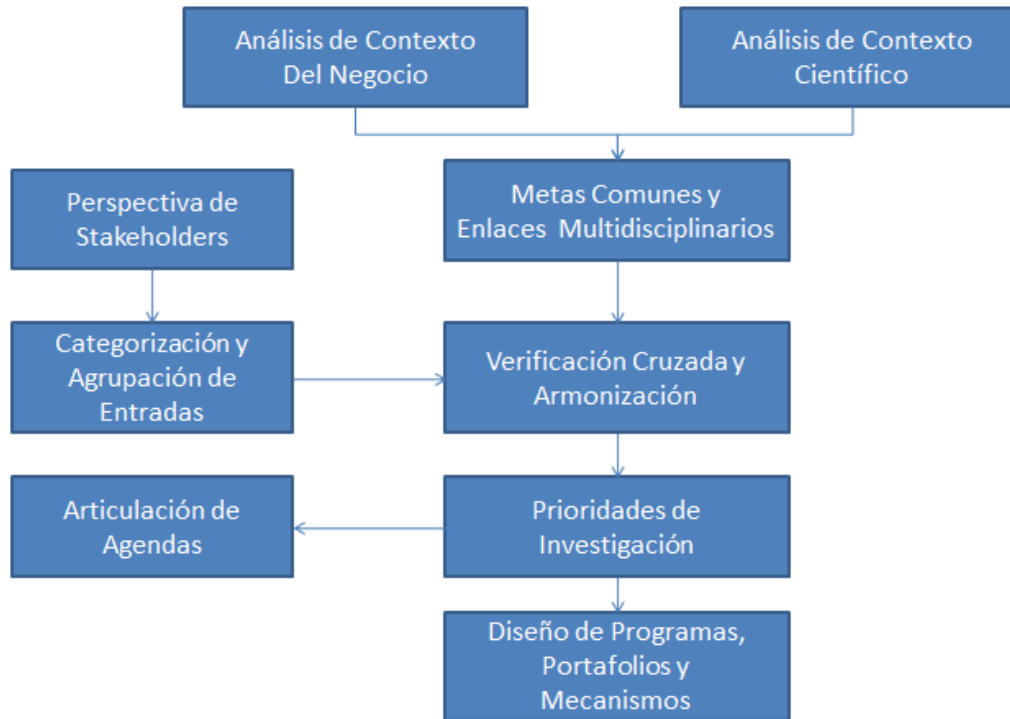 Análisis de Contexto
Del Negocio
Análisis de Contexto
Científico
Perspectiva de
Stakeholders
Metas Comunes y
Enlaces Multidisciplinarios
Categorización y
Agrupación de
Entradas
Verificación Cruzada y
Armonización
Articulación de
Agendas
Prioridades de
Investigación
Diseño de Programas,
Portafolios y
Mecanismos